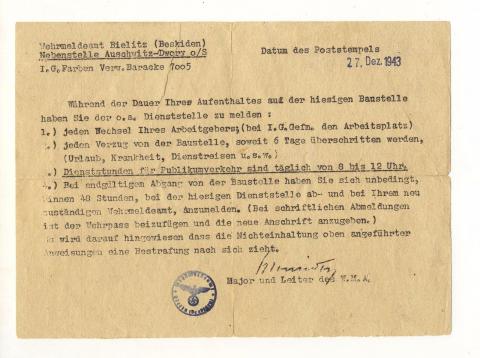 Wehrmeldeamt Bielitz (Beskiden)
Nebenstelle Auschwitz-Dwory o/S
I.G.Farben Verw.Baracke 7005
Datum des Poststempels
27. Dez. 1943
Während der Dauer Ihres Aufenthaltes auf der hiesigen Baustelle
haben Sie der o.a. Dienststelle zu melden :
1.) jeden Wechsel Ihres Arbeitgebers,(bei I.G.Gefm. den Arbeitsplatz)
.) jeden Verzug von der Baustelle, soweit 6 Tage überschritten werden,
(Urlaub, Krankheit, Dienstreisen u.s.w.)
.) Dienststunden für Publikumverkehr sind täglich von 8 bis 12 Uhr.
4.) Bei endgültigem Abgang von der Baustelle haben Sie sich unbedingt,
binnen 48 Stunden, bei der hiesigen Dienststelle ab- und bei Ihrem neu
zuständigen Wehrmeldeamt, anzumelden. (Bei schriftlichen Abmeldungen
ist der Wehrpass beizufügen und die neue Anschrift anzugeben.)
Es wird darauf hingewiesen dass die Nichteinhaltung oben angeführter
Anweisungen eine Bestrafung nach sich zieht.
Major und Leiter des W.M.A.